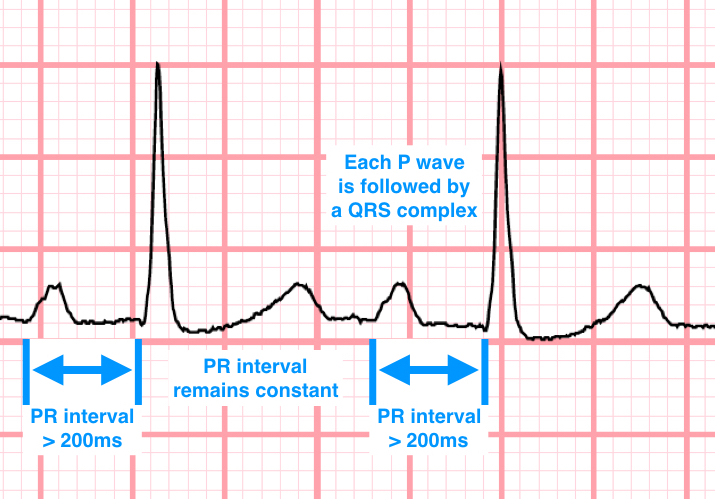 Each P wave
is followed by
a QRS complex
PR interval
remains constant
PR interval
> 200ms
PR interval
> 200ms